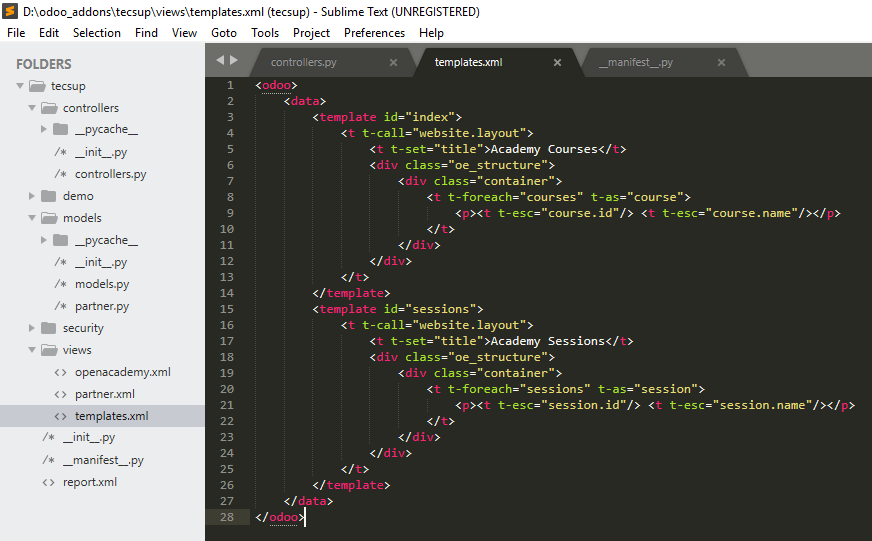 D:\odoo_addons\tecsup\views\templates.xml (tecsup) - Sublime Text (UNREGISTERED)
File Edit Selection Find View Goto Tools Project Preferences Help
FOLDERS
tecsup
controllers
__pycache__
/* __init__.py
/* controllers.py
demo
models
__pycache__
/* __init__.py
/* models.py
/* partner.py
security
views
<> openacademy.xml
<> partner.xml
<> templates.xml
/* __init__.py
/* __manifest__.py
<> report.xml
controllers.py × templates.xml × __manifest__.py ×
1 <odoo>
2     <data>
3         <template id="index">
4             <t t-call="website.layout">
5                 <t t-set="title">Academy Courses</t>
6                 <div class="oe_structure">
7                     <div class="container">
8                         <t t-foreach="courses" t-as="course">
9                             <p><t t-esc="course.id"/> <t t-esc="course.name"/></p>
10                         </t>
11                     </div>
12                 </div>
13             </t>
14         </template>
15         <template id="sessions">
16             <t t-call="website.layout">
17                 <t t-set="title">Academy Sessions</t>
18                 <div class="oe_structure">
19                     <div class="container">
20                         <t t-foreach="sessions" t-as="session">
21                             <p><t t-esc="session.id"/> <t t-esc="session.name"/></p>
22                         </t>
23                     </div>
24                 </div>
25             </t>
26         </template>
27     </data>
28 </odoo>